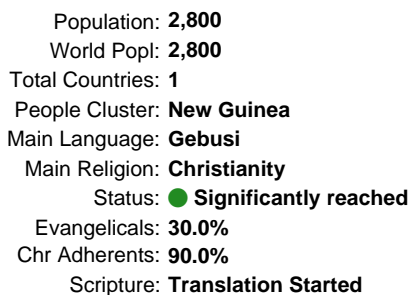 Population: 2,800
World Popl: 2,800
Total Countries: 1
People Cluster: New Guinea
Main Language: Gebusi
Main Religion: Christianity
Status: Significantly reached
Evangelicals: 30.0%
Chr Adherents: 90.0%
Scripture: Translation Started